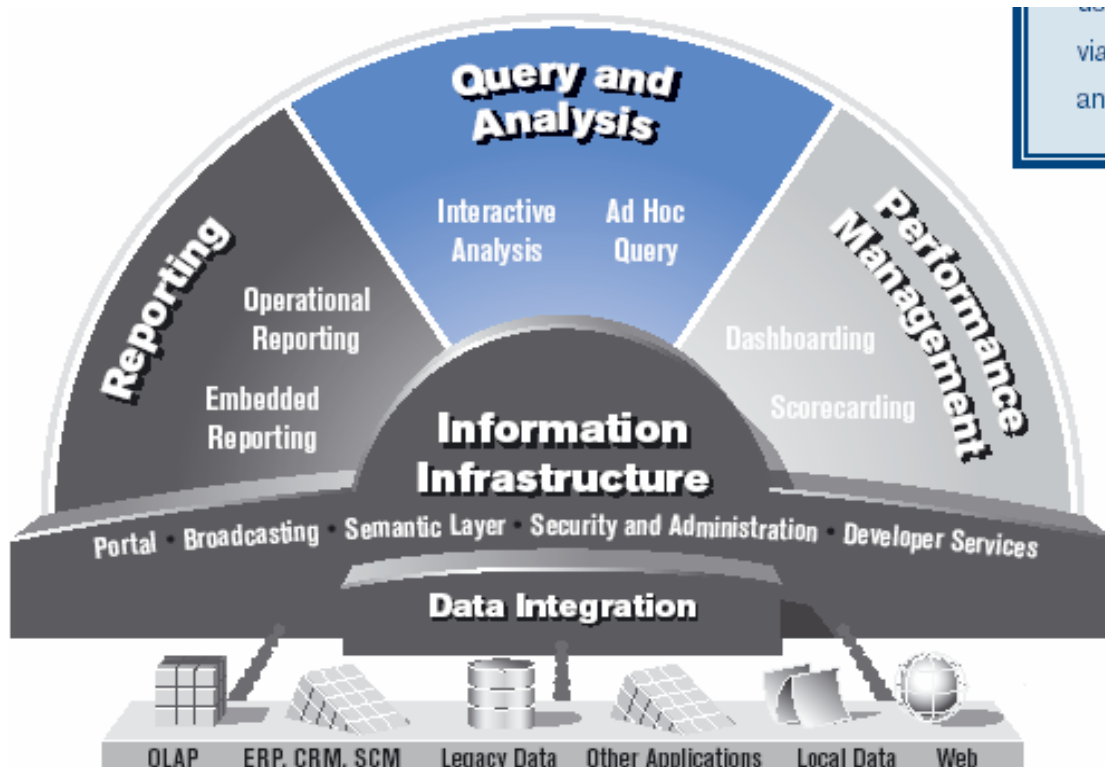 via
an
Query and
Analysis
Interactive
Analysis
Ad Hoc
Query
Reporting
Operational
Reporting
Embedded
Reporting
Performance
Management
Dashboarding
Scorecarding
Information
Infrastructure
Portal • Broadcasting • Semantic Layer • Security and Administration • Developer Services
Data Integration
OLAP
ERP, CRM, SCM
Legacy Data
Other Applications
Local Data
Web